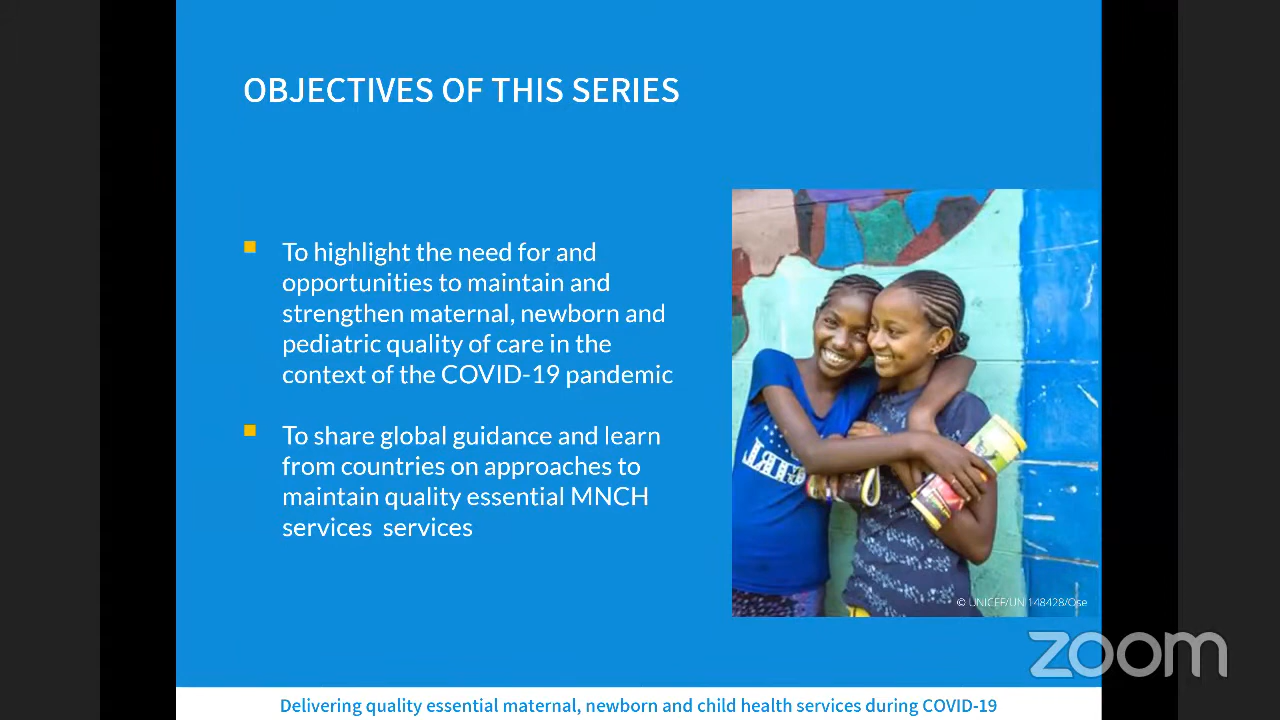 OBJECTIVES OF THIS SERIES
To highlight the need for and
opportunities to maintain and
strengthen maternal, newborn and
pediatric quality of care in the
context of the COVID-19 pandemic
To share global guidance and learn
from countries on approaches to
maintain quality essential MNCH
services  services
GIRL
© UNICEF/UN148428/Ose
zoom
Delivering quality essential maternal, newborn and child health services during COVID-19